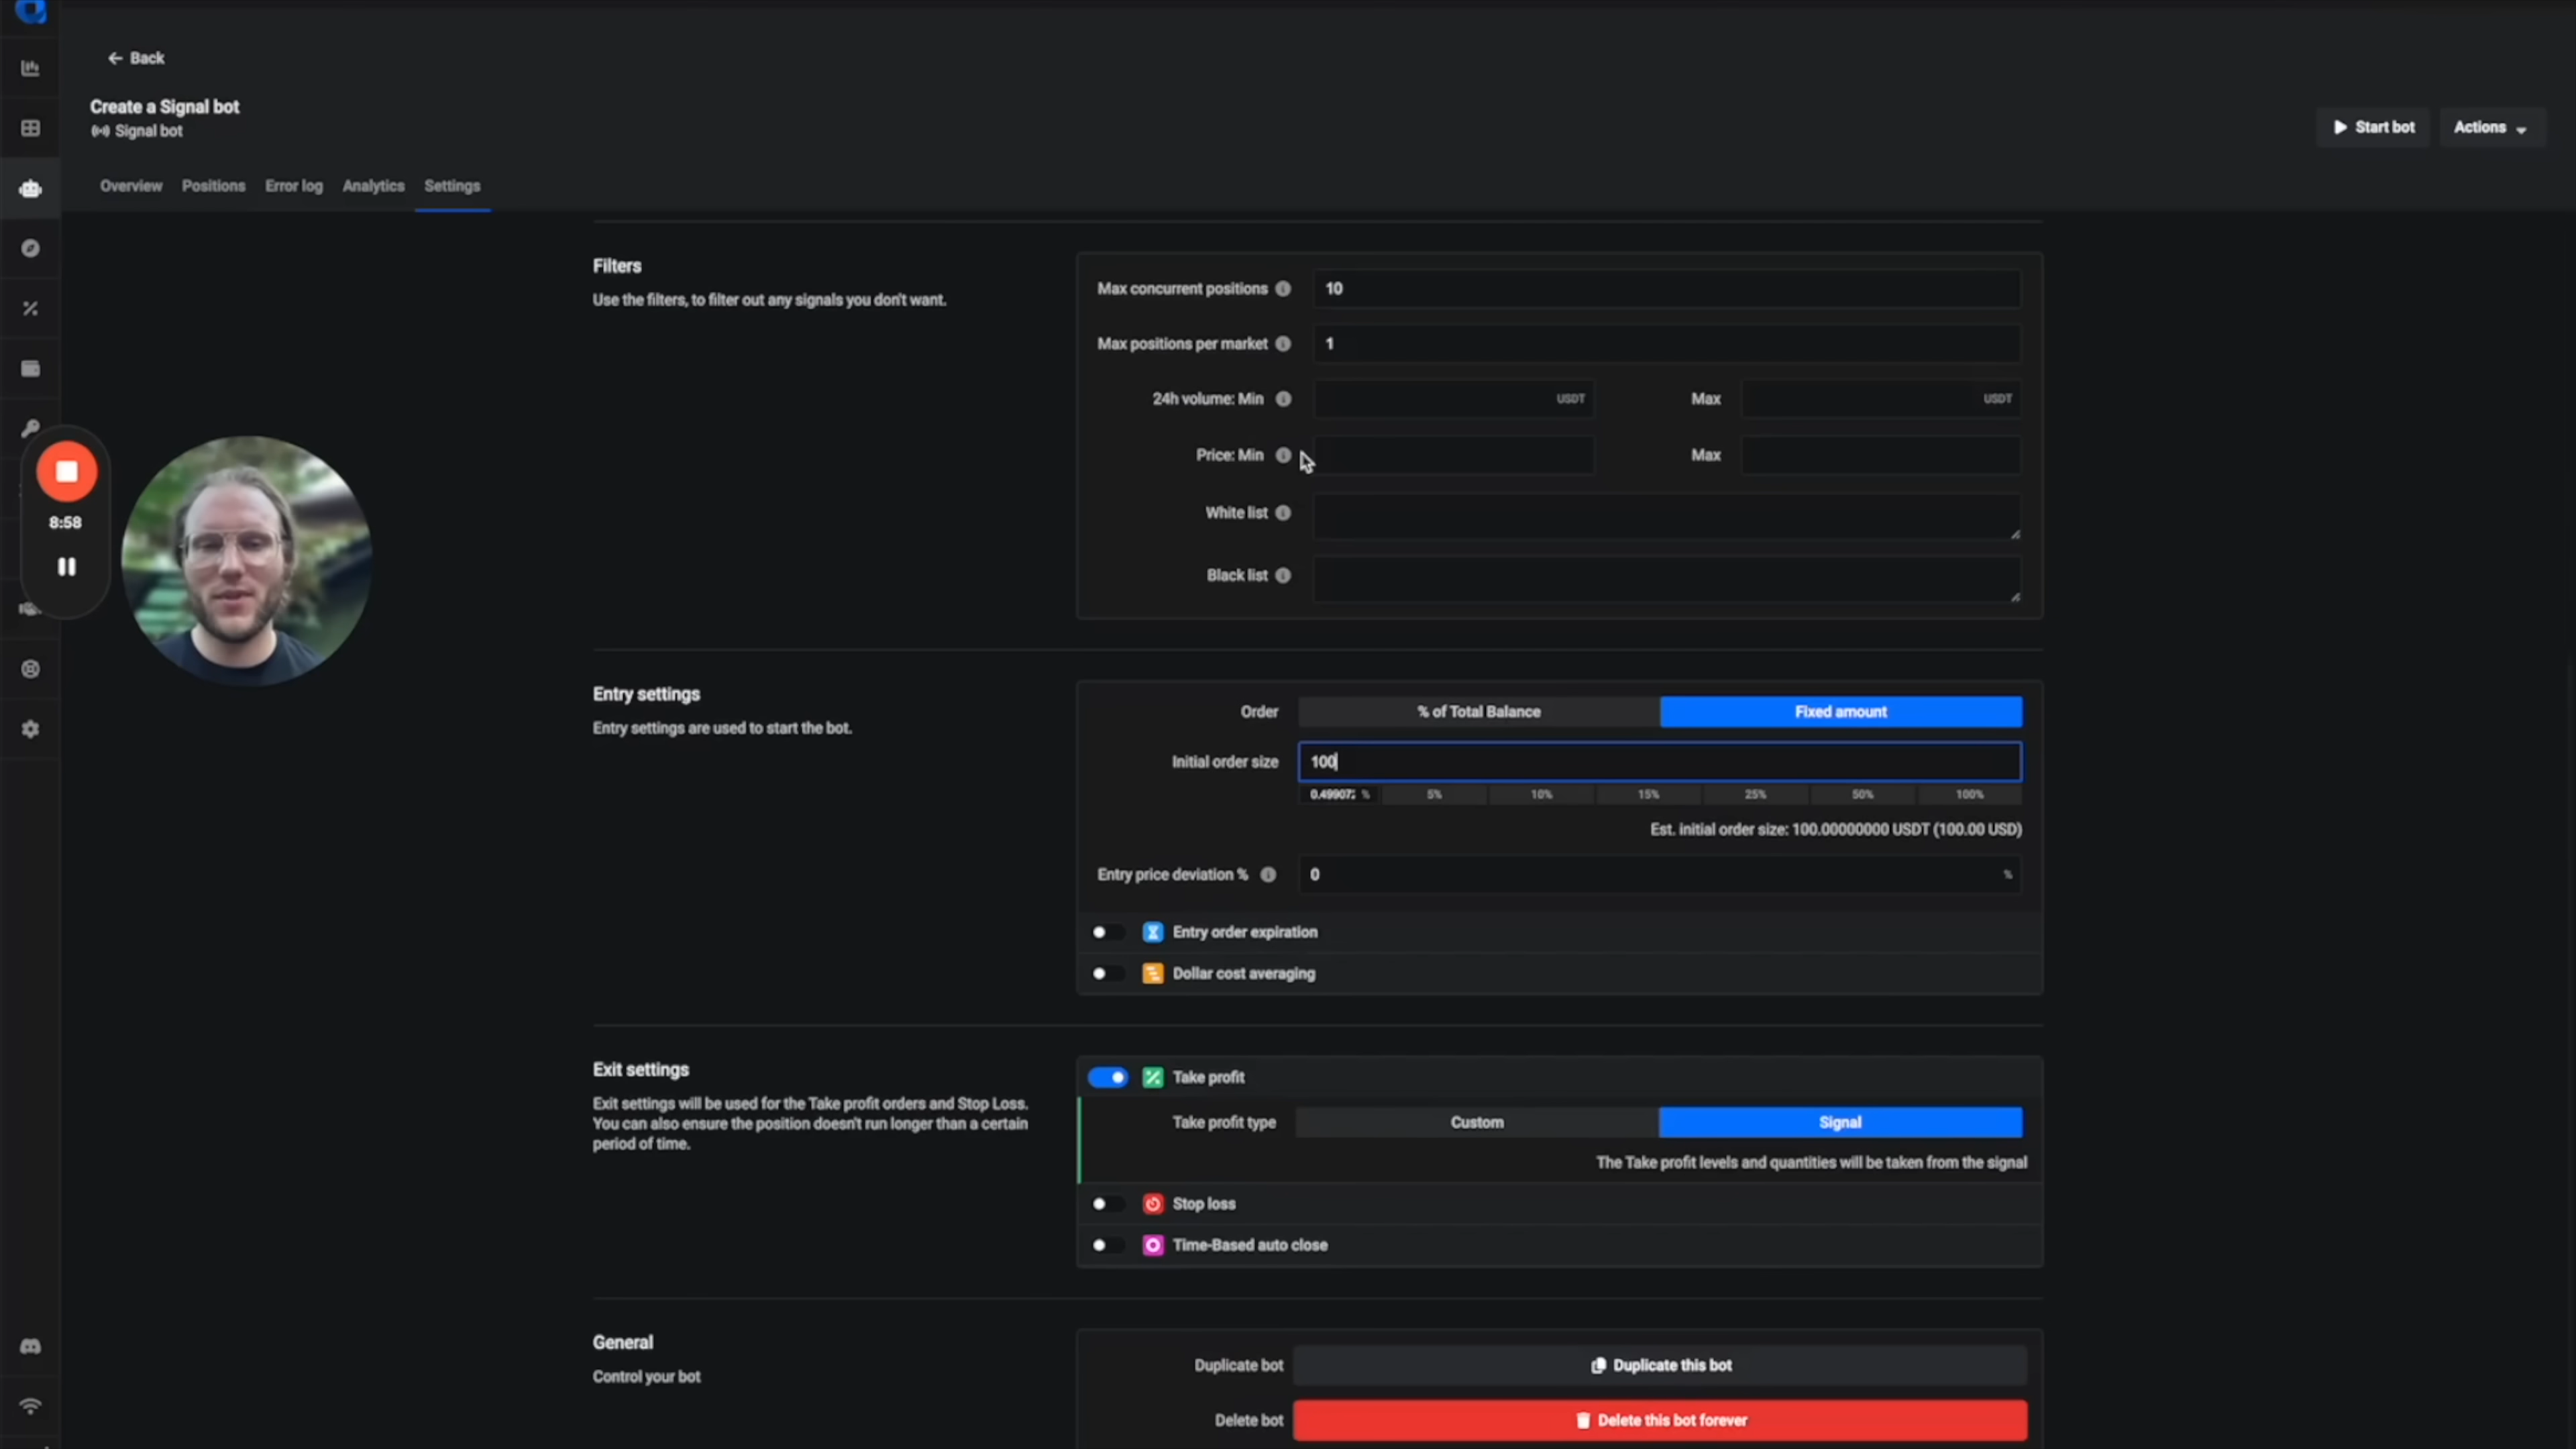 Back
Create a Signal bot
Signal bot
Start bot
Actions
Overview
Positions
Error log
Analytics
Settings
Filters
Use the filters, to filter out any signals you don't want.
Max concurrent positions
10
Max positions per market
1
24h volume: Min
USDT
Max
USDT
Price: Min
Max
White list
Black list
8:58
Entry settings
Entry settings are used to start the bot.
Order
% of Total Balance
Fixed amount
Initial order size
100
%
5%
10%
15%
25%
50%
100%
Est. initial order size: 100.00000000 USDT (100.00 USD)
Entry price deviation %
0
%
Entry order expiration
Dollar cost averaging
Exit settings
Exit settings will be used for the Take profit orders and Stop Loss.
You can also ensure the position doesn't run longer than a certain
period of time.
Take profit
Take profit type
Custom
Signal
The Take profit levels and quantities will be taken from the signal
Stop loss
Time-Based auto close
General
Control your bot
Duplicate bot
Duplicate this bot
Delete bot
Delete this bot forever